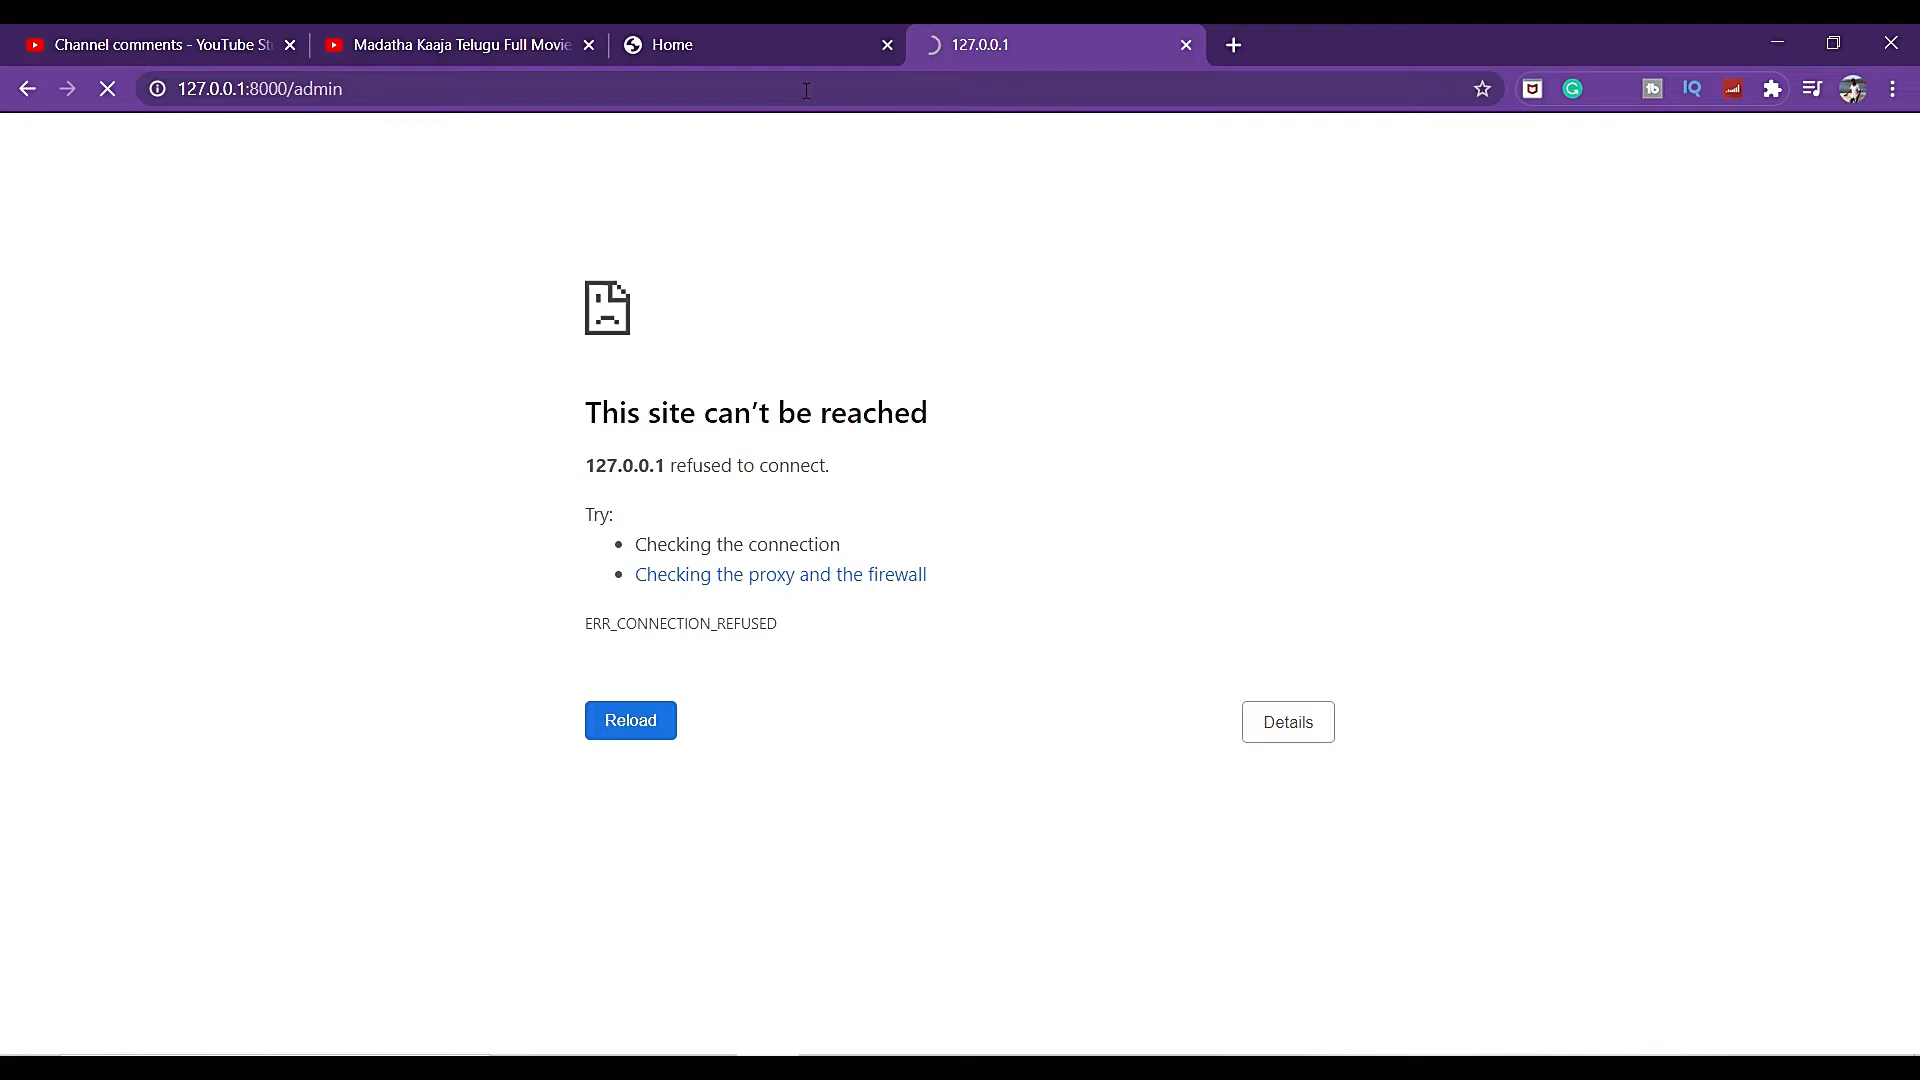 Channel comments - YouTube St
Madatha Kaaja Telugu Full Movie
Home
127.0.0.1
127.0.0.1:8000/admin
tb
IQ
This site can’t be reached
127.0.0.1 refused to connect.
Try:
Checking the connection
Checking the proxy and the firewall
ERR_CONNECTION_REFUSED
Reload
Details